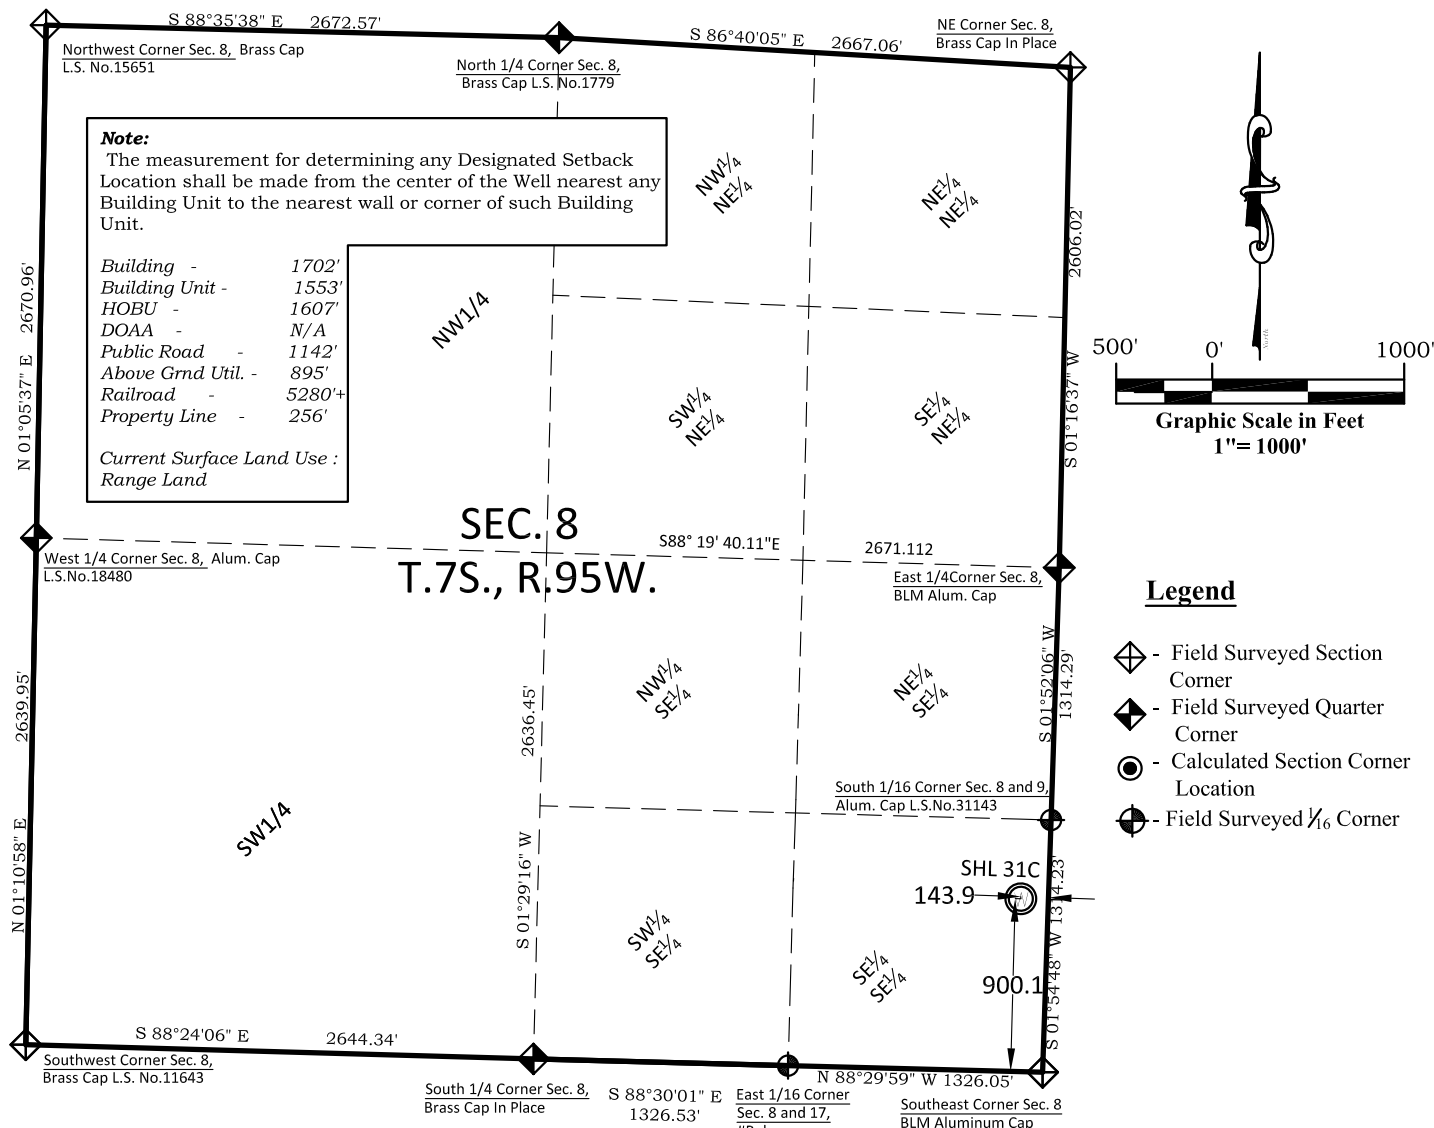 S 88°35'38" E 2672.57'
Northwest Corner Sec. 8, Brass Cap
L.S. No.15651
North 1/4 Corner Sec. 8,
Brass Cap L.S. No.1779
S 86°40'05" E 2667.06'
NE Corner Sec. 8,
Brass Cap In Place
Note:
The measurement for determining any Designated Setback
Location shall be made from the center of the Well nearest any
Building Unit to the nearest wall or corner of such Building
Unit.
Building - 1702'
Building Unit - 1553'
HOBU - 1607'
DOAA - N/A
Public Road - 1142'
Above Grnd Util. - 895'
Railroad - 5280'+
Property Line - 256'
Current Surface Land Use :
Range Land
NW1/4
NW¼
NE¼
NE¼
NE¼
SW¼
NE¼
SE¼
NE¼
N 01°05'37" E 2670.96'
S 01°16'37" W 2606.02'
North
500' 0' 1000'
Graphic Scale in Feet
1"= 1000'
SEC. 8
T.7S., R.95W.
S88° 19' 40.11"E 2671.112
West 1/4 Corner Sec. 8, Alum. Cap
L.S.No.18480
East 1/4Corner Sec. 8,
BLM Alum. Cap
Legend
- Field Surveyed Section
Corner
- Field Surveyed Quarter
Corner
- Calculated Section Corner
Location
- Field Surveyed 1/16 Corner
NW¼
SE¼
NE¼
SE¼
S 01°52'06" W
1314.29'
N 01°10'58" E 2639.95'
S 01°29'16" W 2636.45'
South 1/16 Corner Sec. 8 and 9,
Alum. Cap L.S.No.31143
SW1/4
SHL 31C
143.9
900.1
S 01°54'48" W 1314.23'
SW¼
SE¼
SE¼
SE¼
S 88°24'06" E 2644.34'
Southwest Corner Sec. 8,
Brass Cap L.S. No.11643
South 1/4 Corner Sec. 8,
Brass Cap In Place
S 88°30'01" E
1326.53'
East 1/16 Corner
Sec. 8 and 17,
N 88°29'59" W 1326.05'
Southeast Corner Sec. 8
BLM Aluminum Cap